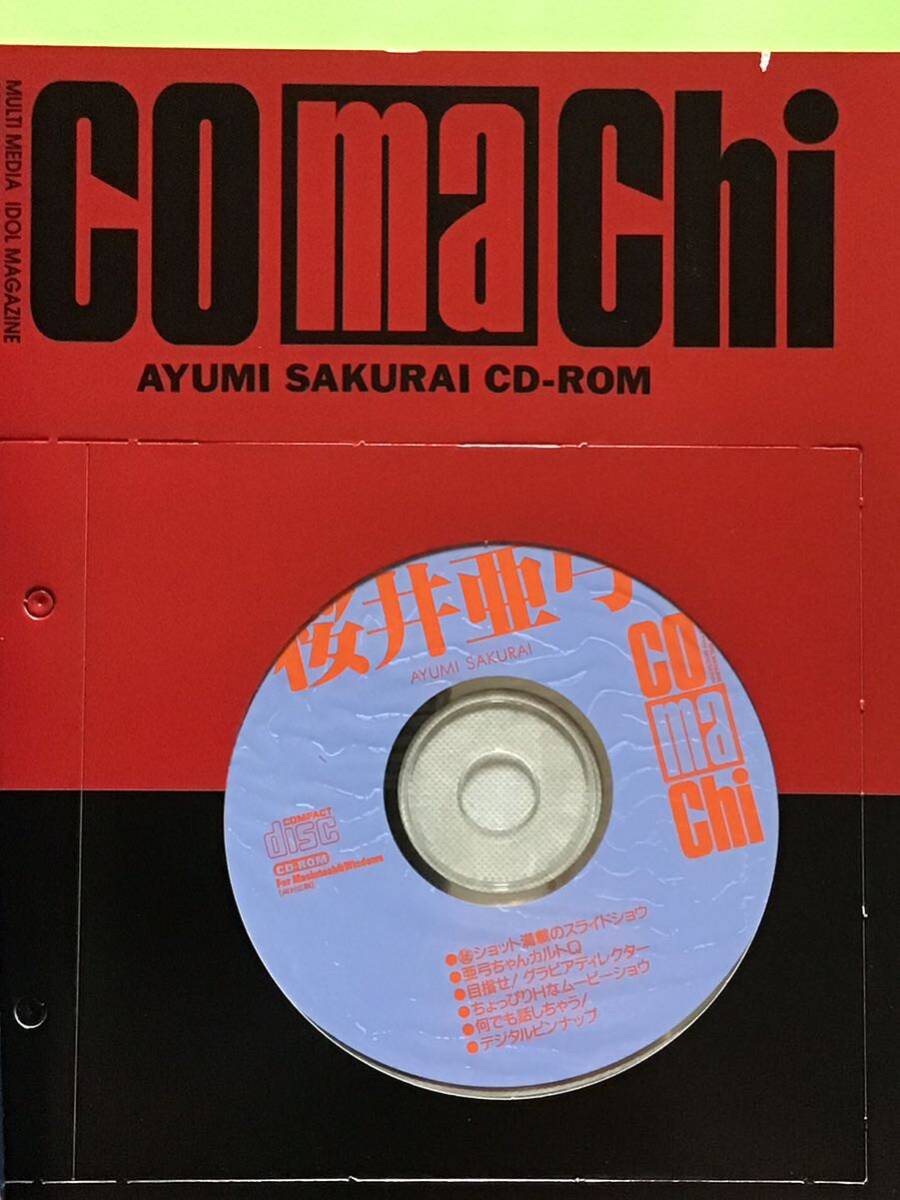 MULTI MEDIA IDOL MAGAZINE
COmaChi
AYUMI SAKURAI CD-ROM
桜井亜弓
AYUMI SAKURAI
CO
ma
Chi
COMPACT
disc
CD-ROM
For Macintosh&Windows
●㊙ショット満載のスライドショウ
●亜弓ちゃんカルトQ
●目指せ!グラビアディレクター
●ちょっぴりHなムービーショウ
●何でも話しちゃう!
●デジタルピンナップ